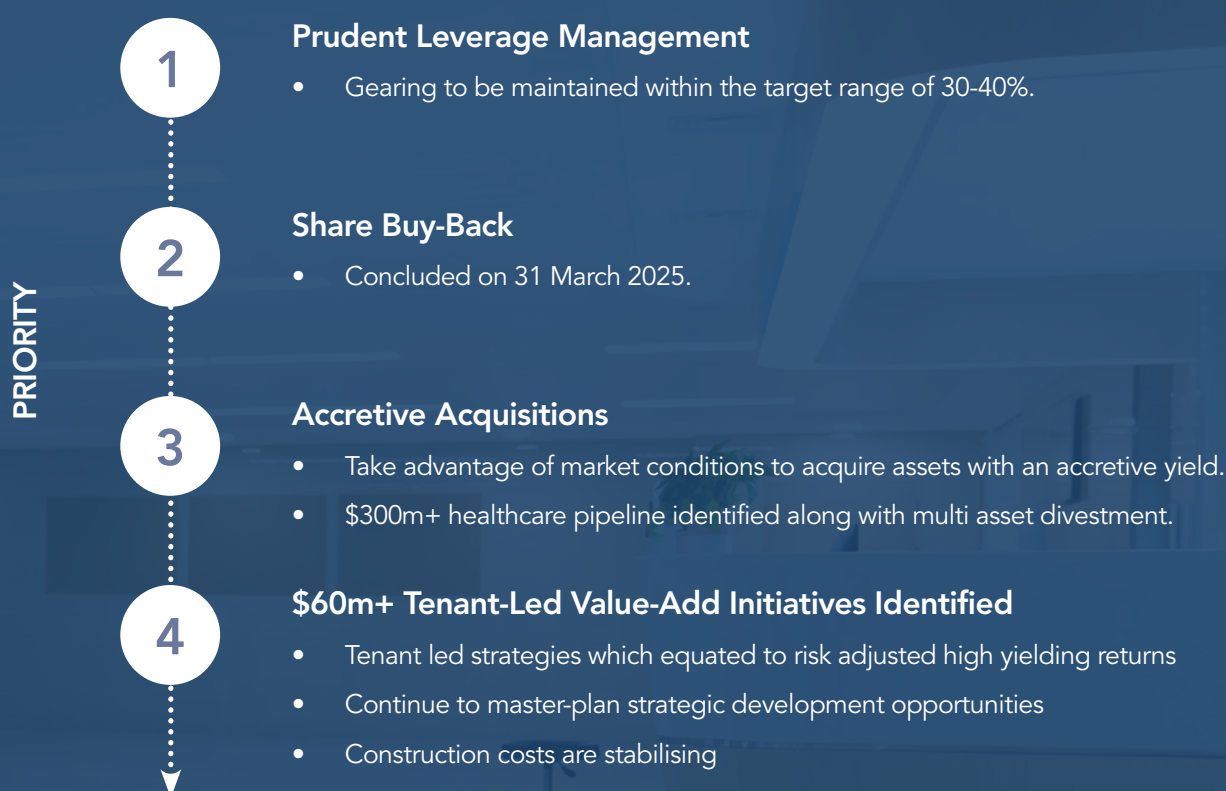 PRIORITY
1
Prudent Leverage Management
• Gearing to be maintained within the target range of 30-40%.
2
Share Buy-Back
• Concluded on 31 March 2025.
3
Accretive Acquisitions
• Take advantage of market conditions to acquire assets with an accretive yield.
• $300m+ healthcare pipeline identified along with multi asset divestment.
4
$60m+ Tenant-Led Value-Add Initiatives Identified
• Tenant led strategies which equated to risk adjusted high yielding returns
• Continue to master-plan strategic development opportunities
• Construction costs are stabilising